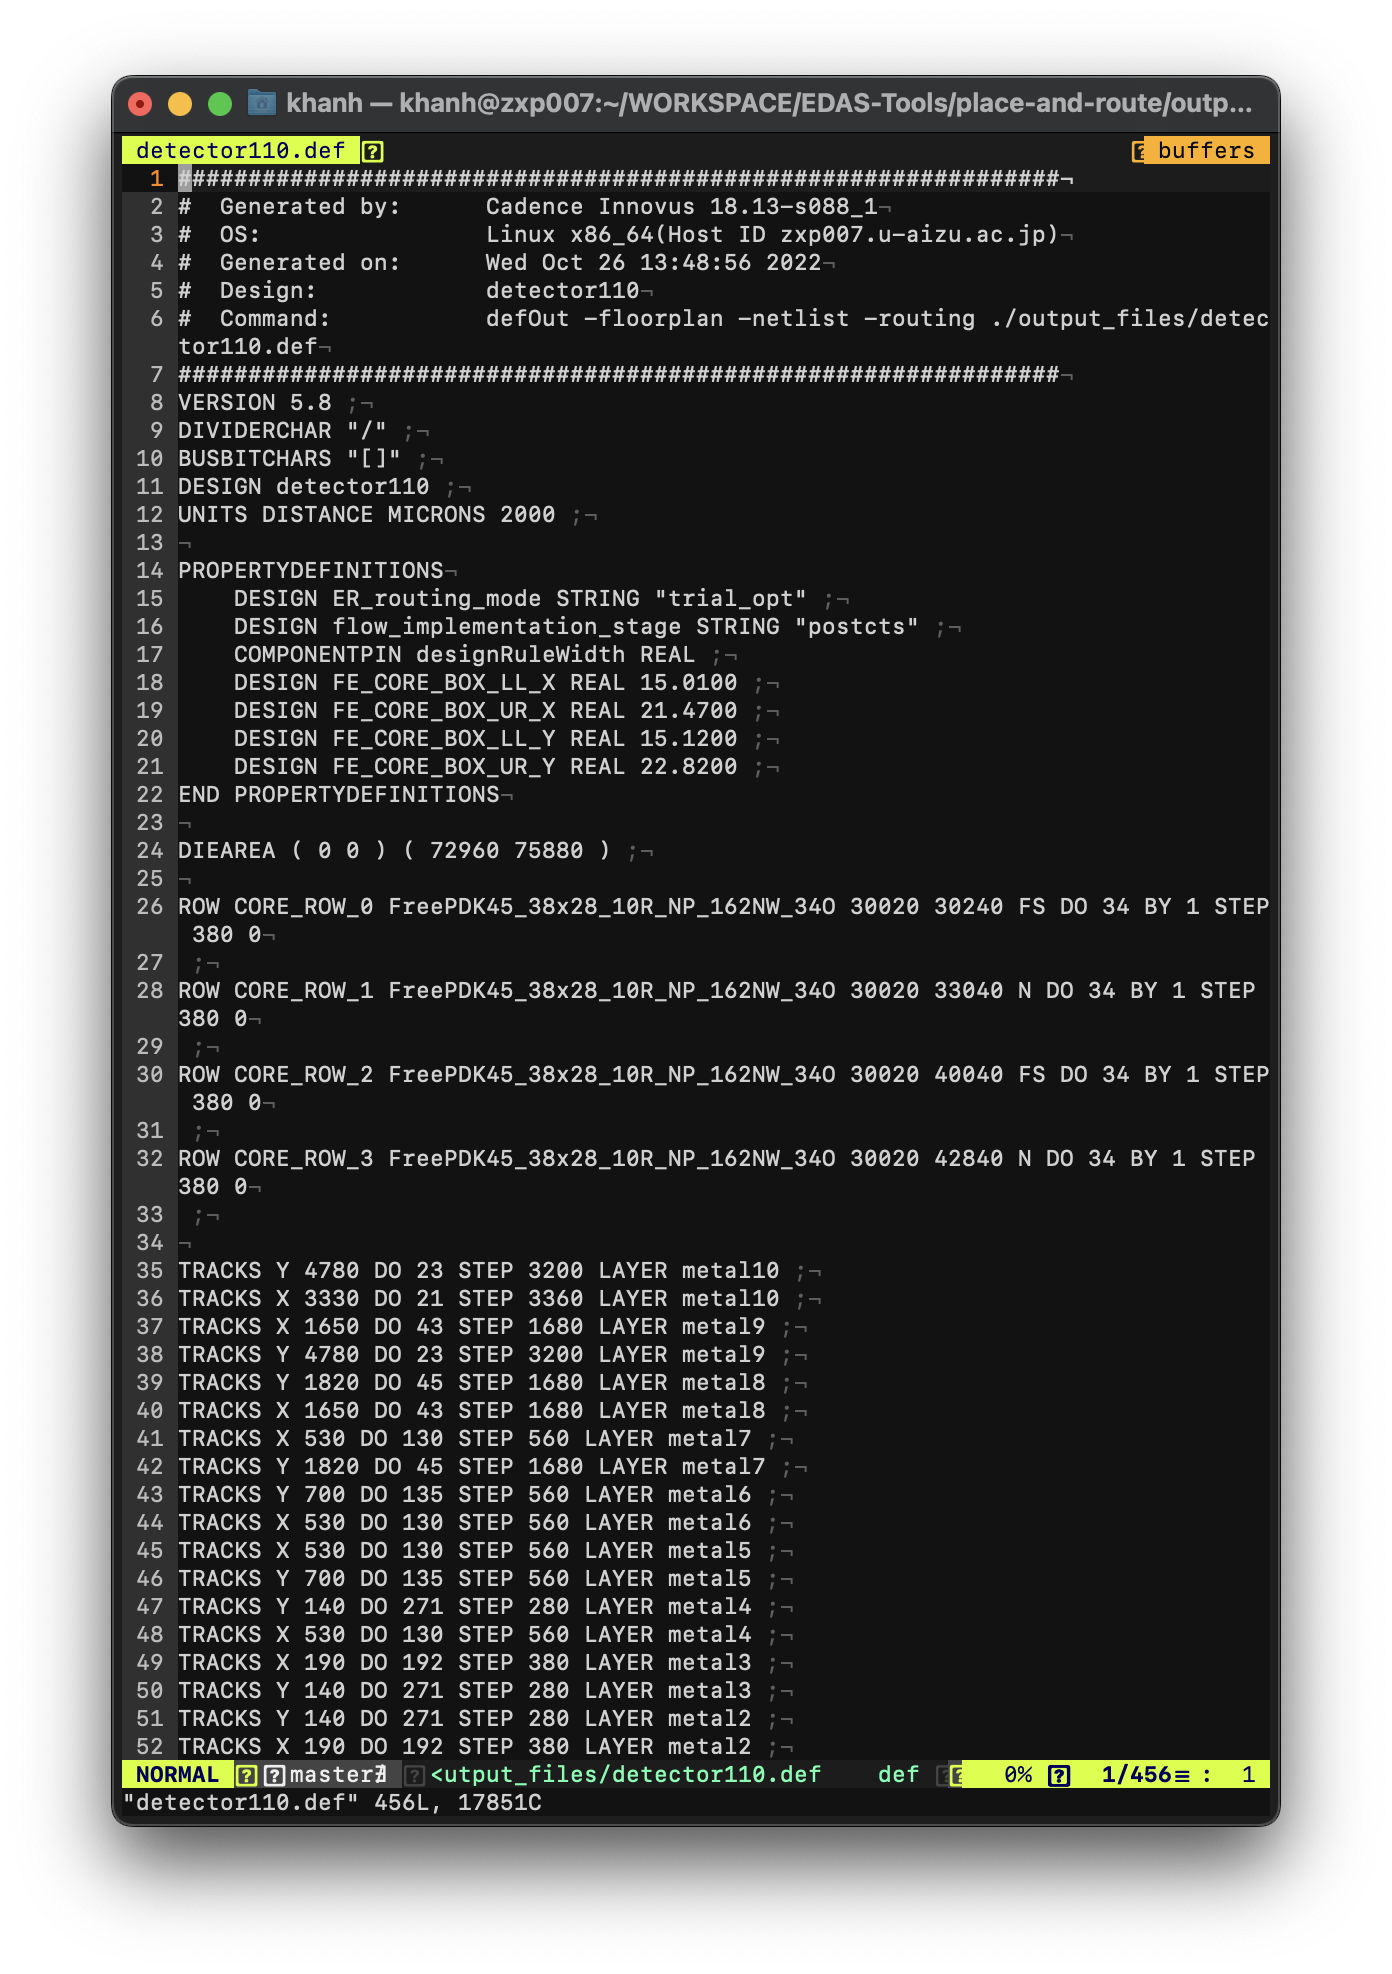 khanh — khanh@zxp007:~/WORKSPACE/EDAS-Tools/place-and-route/outp...
detector110.def buffers
1 ###############################################################¬
2 #  Generated by:      Cadence Innovus 18.13-s088_1¬
3 #  OS:                Linux x86_64(Host ID zxp007.u-aizu.ac.jp)¬
4 #  Generated on:      Wed Oct 26 13:48:56 2022¬
5 #  Design:            detector110¬
6 #  Command:           defOut -floorplan -netlist -routing ./output_files/detec
tor110.def¬
7 ###############################################################¬
8 VERSION 5.8 ;¬
9 DIVIDERCHAR "/" ;¬
10 BUSBITCHARS "[]" ;¬
11 DESIGN detector110 ;¬
12 UNITS DISTANCE MICRONS 2000 ;¬
13 ¬
14 PROPERTYDEFINITIONS¬
15     DESIGN ER_routing_mode STRING "trial_opt" ;¬
16     DESIGN flow_implementation_stage STRING "postcts" ;¬
17     COMPONENTPIN designRuleWidth REAL ;¬
18     DESIGN FE_CORE_BOX_LL_X REAL 15.0100 ;¬
19     DESIGN FE_CORE_BOX_UR_X REAL 21.4700 ;¬
20     DESIGN FE_CORE_BOX_LL_Y REAL 15.1200 ;¬
21     DESIGN FE_CORE_BOX_UR_Y REAL 22.8200 ;¬
22 END PROPERTYDEFINITIONS¬
23 ¬
24 DIEAREA ( 0 0 ) ( 72960 75880 ) ;¬
25 ¬
26 ROW CORE_ROW_0 FreePDK45_38x28_10R_NP_162NW_34O 30020 30240 FS DO 34 BY 1 STEP
 380 0¬
27  ;¬
28 ROW CORE_ROW_1 FreePDK45_38x28_10R_NP_162NW_34O 30020 33040 N DO 34 BY 1 STEP
380 0¬
29  ;¬
30 ROW CORE_ROW_2 FreePDK45_38x28_10R_NP_162NW_34O 30020 40040 FS DO 34 BY 1 STEP
 380 0¬
31  ;¬
32 ROW CORE_ROW_3 FreePDK45_38x28_10R_NP_162NW_34O 30020 42840 N DO 34 BY 1 STEP
380 0¬
33  ;¬
34 ¬
35 TRACKS Y 4780 DO 23 STEP 3200 LAYER metal10 ;¬
36 TRACKS X 3330 DO 21 STEP 3360 LAYER metal10 ;¬
37 TRACKS X 1650 DO 43 STEP 1680 LAYER metal9 ;¬
38 TRACKS Y 4780 DO 23 STEP 3200 LAYER metal9 ;¬
39 TRACKS Y 1820 DO 45 STEP 1680 LAYER metal8 ;¬
40 TRACKS X 1650 DO 43 STEP 1680 LAYER metal8 ;¬
41 TRACKS X 530 DO 130 STEP 560 LAYER metal7 ;¬
42 TRACKS Y 1820 DO 45 STEP 1680 LAYER metal7 ;¬
43 TRACKS Y 700 DO 135 STEP 560 LAYER metal6 ;¬
44 TRACKS X 530 DO 130 STEP 560 LAYER metal6 ;¬
45 TRACKS X 530 DO 130 STEP 560 LAYER metal5 ;¬
46 TRACKS Y 700 DO 135 STEP 560 LAYER metal5 ;¬
47 TRACKS Y 140 DO 271 STEP 280 LAYER metal4 ;¬
48 TRACKS X 530 DO 130 STEP 560 LAYER metal4 ;¬
49 TRACKS X 190 DO 192 STEP 380 LAYER metal3 ;¬
50 TRACKS Y 140 DO 271 STEP 280 LAYER metal3 ;¬
51 TRACKS Y 140 DO 271 STEP 280 LAYER metal2 ;¬
52 TRACKS X 190 DO 192 STEP 380 LAYER metal2 ;¬
NORMAL master <utput_files/detector110.def def 0% 1/456≡ : 1
"detector110.def" 456L, 17851C